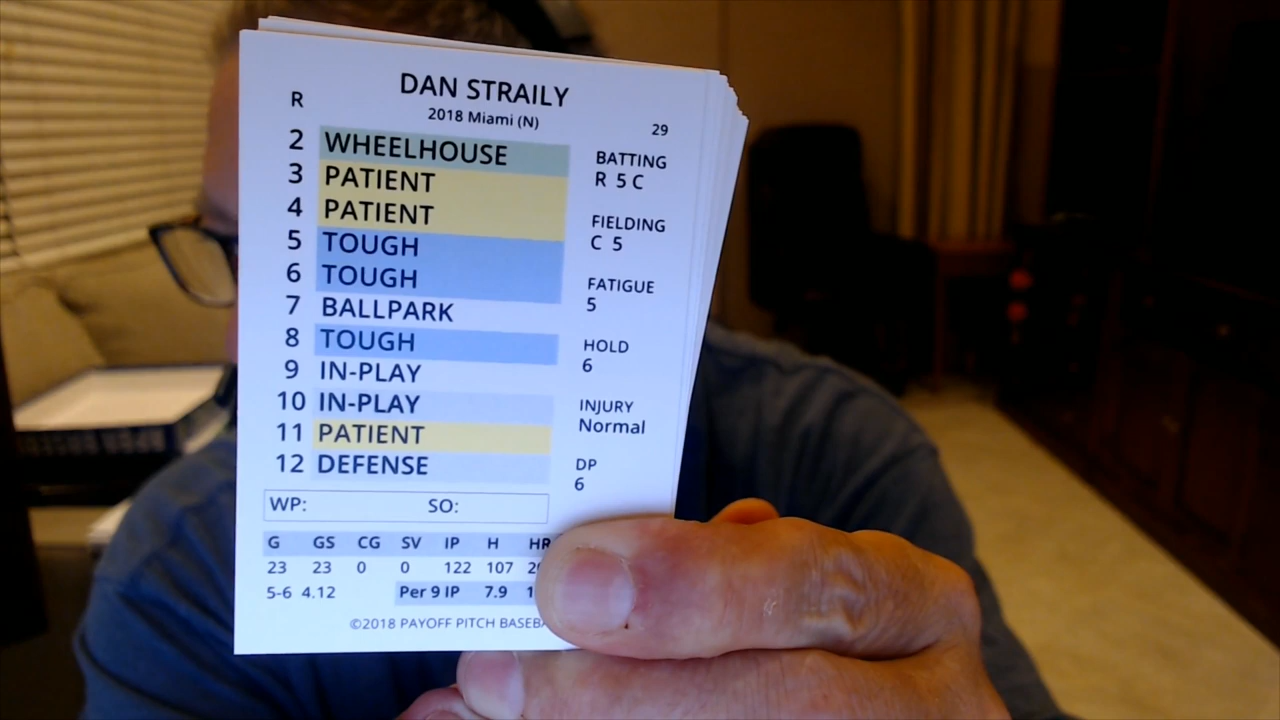 DAN STRAILY
2018 Miami (N)
R
29
2 WHEELHOUSE
3 PATIENT
4 PATIENT
5 TOUGH
6 TOUGH
7 BALLPARK
8 TOUGH
9 IN-PLAY
10 IN-PLAY
11 PATIENT
12 DEFENSE
BATTING
R 5 C
FIELDING
C 5
FATIGUE
5
HOLD
6
INJURY
Normal
DP
6
WP: SO:
G GS CG SV IP H HR
23 23 0 0 122 107
5-6 4.12 Per 9 IP 7.9
©2018 PAYOFF PITCH